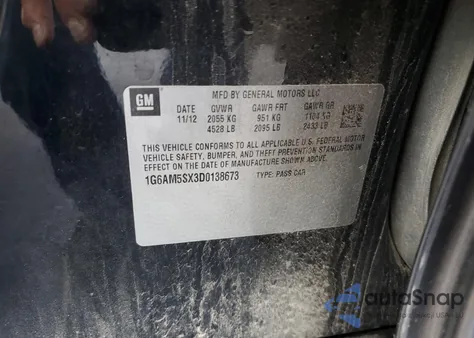 GM
MFD BY GENERAL MOTORS LLC
DATE GVWR GAWR FRT GAWR RR
11/12 2055 KG 951 KG 1104 KG
4528 LB 2095 LB 2433 LB
THIS VEHICLE CONFORMS TO ALL APPLICABLE U.S. FEDERAL MOTOR
VEHICLE SAFETY, BUMPER, AND THEFT PREVENTION STANDARDS IN
EFFECT ON THE DATE OF MANUFACTURE SHOWN ABOVE.
1G6AM5SX3D0138673 TYPE: PASS CAR
autoSnap